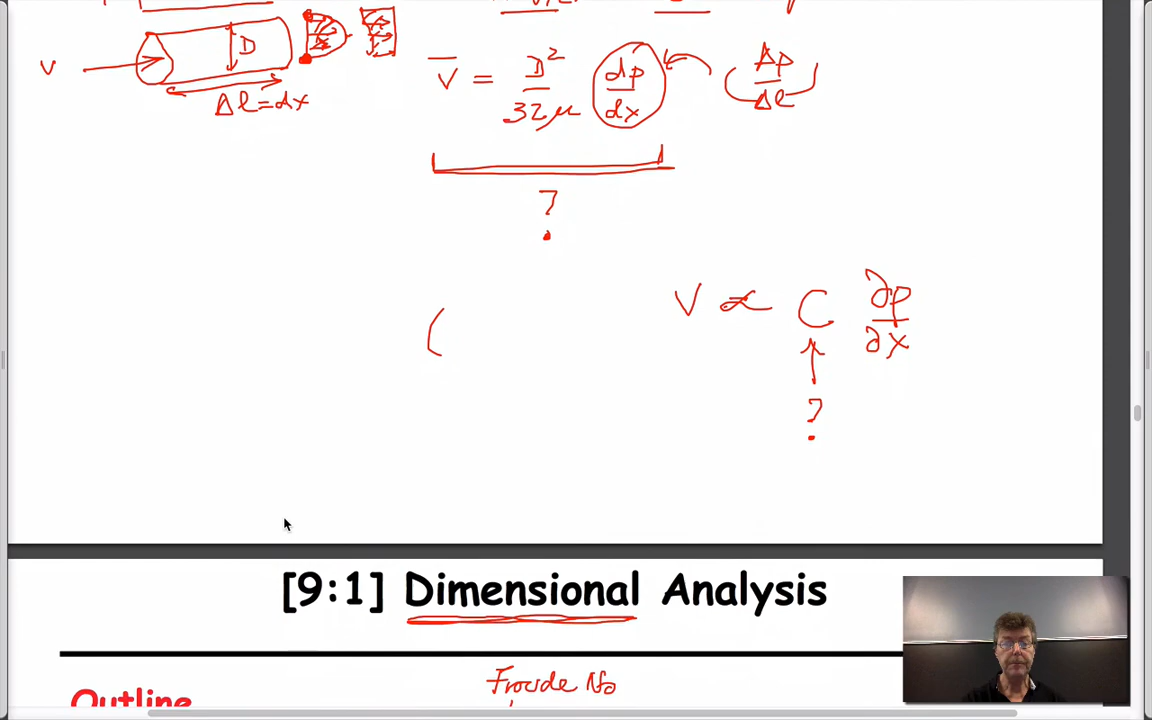 V
D
Δl=dx
V̄ = D²/32μ dp/dx
Δp/Δl
?
V ∝ C ∂p/∂x
(
?
[9:1] Dimensional Analysis
Froude No
Outline